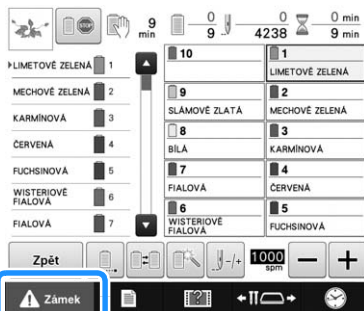 9 min
0
9
0
4238
0 min
9 min
LIMETOVÉ ZELENÁ 1
MECHOVÉ ZELENÁ 2
KARMÍNOVÁ 3
ČERVENÁ 4
FUCHSINOVÁ 5
WISTERIOVĚ
FIALOVÁ 6
FIALOVÁ 7
10
1
LIMETOVÉ ZELENÁ
9
SLÁMOVĚ ZLATÁ
2
MECHOVÉ ZELENÁ
8
BÍLÁ
3
KARMÍNOVÁ
7
FIALOVÁ
4
ČERVENÁ
6
WISTERIOVĚ
FIALOVÁ
5
FUCHSINOVÁ
Zpět
-/+
1000
spm
Zámek